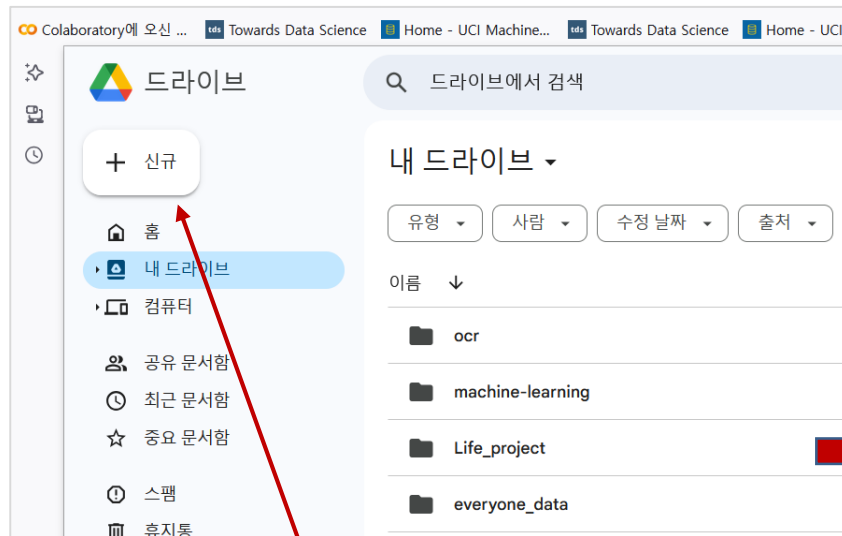 Colaboratory에 오신 ... Towards Data Science Home - UCI Machine... Towards Data Science Home - UCI
드라이브
드라이브에서 검색
신규
내 드라이브
유형 사람 수정 날짜 출처
홈
내 드라이브
컴퓨터
공유 문서함
최근 문서함
중요 문서함
스팸
휴지통
이름
ocr
machine-learning
Life_project
everyone_data